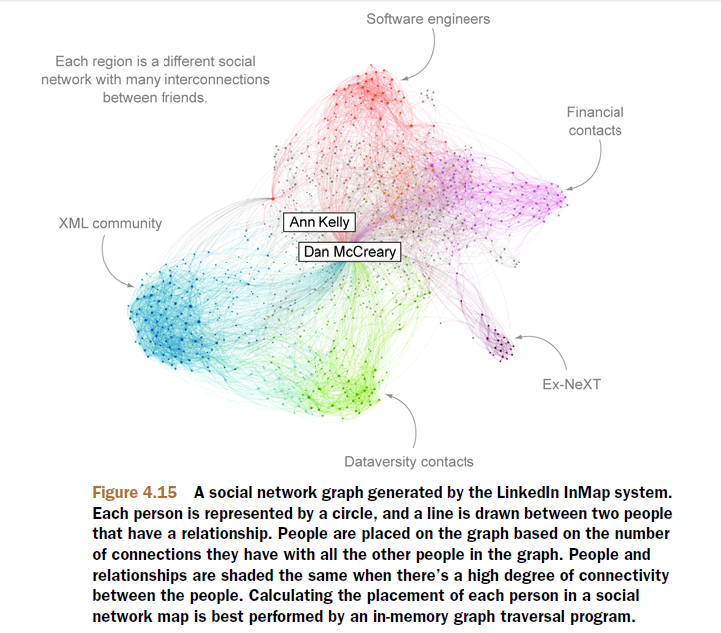 Software engineers
Each region is a different social
network with many interconnections
between friends.
Financial
contacts
Ann Kelly
XML community
Dan McCreary
Ex-NeXT
Dataversity contacts
Figure 4.15 A social network graph generated by the LinkedIn InMap system.
Each person is represented by a circle, and a line is drawn between two people
that have a relationship. People are placed on the graph based on the number
of connections they have with all the other people in the graph. People and
relationships are shaded the same when there's a high degree of connectivity
between the people. Calculating the placement of each person in a social
network map is best performed by an in-memory graph traversal program.